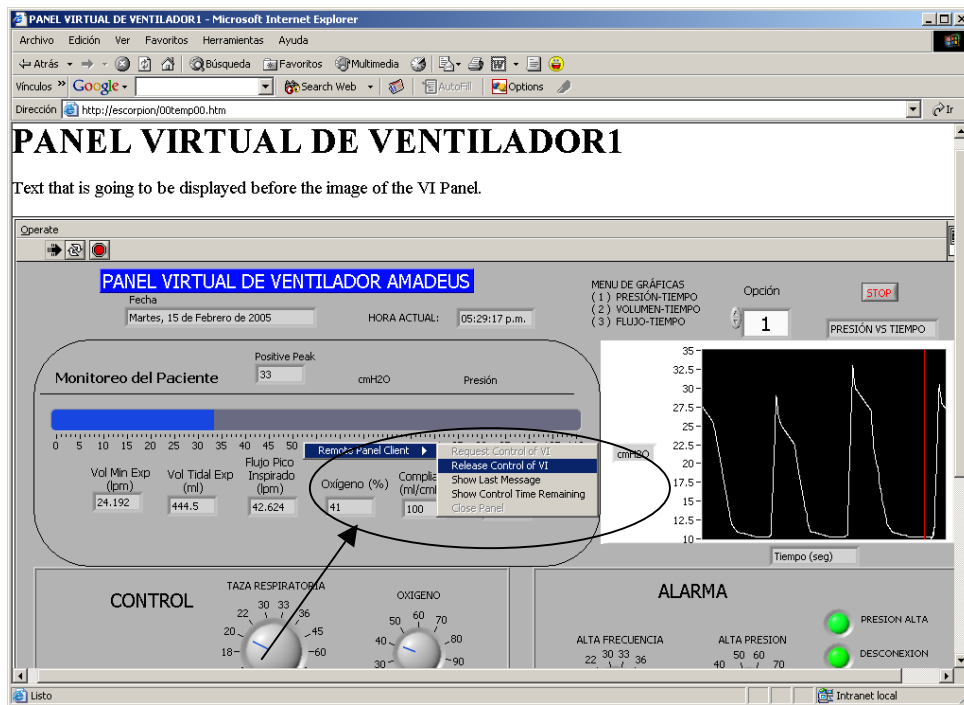 PANEL VIRTUAL DE VENTILADOR1 - Microsoft Internet Explorer
Archivo Edición Ver Favoritos Herramientas Ayuda
Atrás Búsqueda Favoritos Multimedia
Vínculos » Google Search Web AutoFill Options
Dirección http://escorpion/00temp00.htm Ir
PANEL VIRTUAL DE VENTILADOR1
Text that is going to be displayed before the image of the VI Panel.
Operate
PANEL VIRTUAL DE VENTILADOR AMADEUS
Fecha
Martes, 15 de Febrero de 2005
HORA ACTUAL: 05:29:17 p.m.
MENU DE GRÁFICAS
( 1 ) PRESIÓN-TIEMPO
( 2 ) VOLUMEN-TIEMPO
( 3 ) FLUJO-TIEMPO
Opción
1
STOP
PRESIÓN VS TIEMPO
Monitoreo del Paciente
Positive Peak
33
cmH2O
Presión
0 5 10 15 20 25 30 35 40 45 50
Vol Min Exp
(lpm)
24.192
Vol Tidal Exp
(ml)
444.5
Flujo Pico
Inspirado
(lpm)
42.624
Oxígeno (%)
41
100
Remote Panel Client
Request Control of VI
Release Control of VI
Show Last Message
Show Control Time Remaining
Close Panel
cmH2O
35
32.5
30
27.5
25
22.5
20
17.5
15
12.5
10
Tiempo (seg)
CONTROL
TAZA RESPIRATORIA
18 20 22 30 33 36 45 60
OXIGENO
30 40 50 60 70 80 90
ALARMA
ALTA FRECUENCIA
22 30 33 36
ALTA PRESION
40 50 60 70
PRESION ALTA
DESCONEXION
Listo
Intranet local